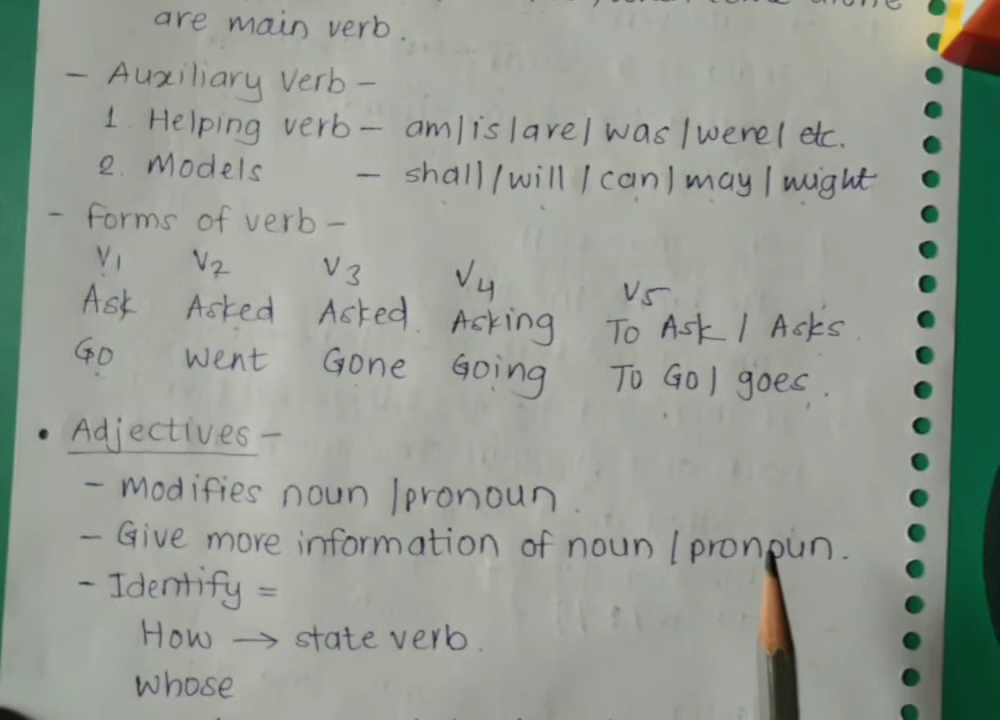 alone
are main verb.
- Auxiliary verb -
1. Helping verb - am/is/are/was/were/etc.
2. Models - shall/will/can/may/might
- forms of verb -
V1 V2 V3 V4 V5
Ask Asked Asked Asking To Ask / Asks
Go went Gone Going To Go / goes.
• Adjectives -
- Modifies noun /pronoun.
- Give more information of noun /pronoun.
- Identify =
How → state verb.
whose